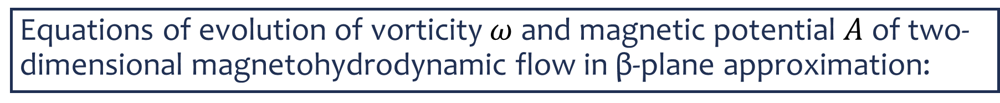 Equations of evolution of vorticity ω and magnetic potential A of two-
dimensional magnetohydrodynamic flow in β-plane approximation: